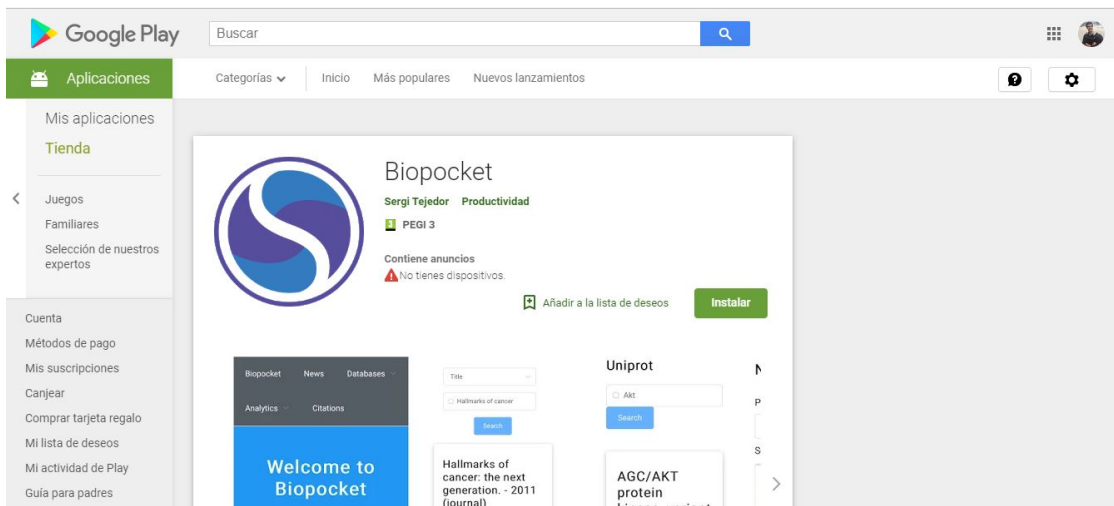 Google Play
Buscar
Aplicaciones
Categorías
Inicio
Más populares
Nuevos lanzamientos
Mis aplicaciones
Tienda
Juegos
Familiares
Selección de nuestros
expertos
Cuenta
Métodos de pago
Mis suscripciones
Canjear
Comprar tarjeta regalo
Mi lista de deseos
Mi actividad de Play
Guía para padres
Biopocket
Sergi Tejedor Productividad
3 PEGI 3
Contiene anuncios
No tienes dispositivos.
Añadir a la lista de deseos
Instalar
Biopocket News Databases
Analytics Citations
Welcome to
Biopocket
Title
Hallmarks of cancer
Search
Hallmarks of
cancer: the next
generation. - 2011
(journal)
Uniprot
Akt
Search
AGC/AKT
protein
N
P
S